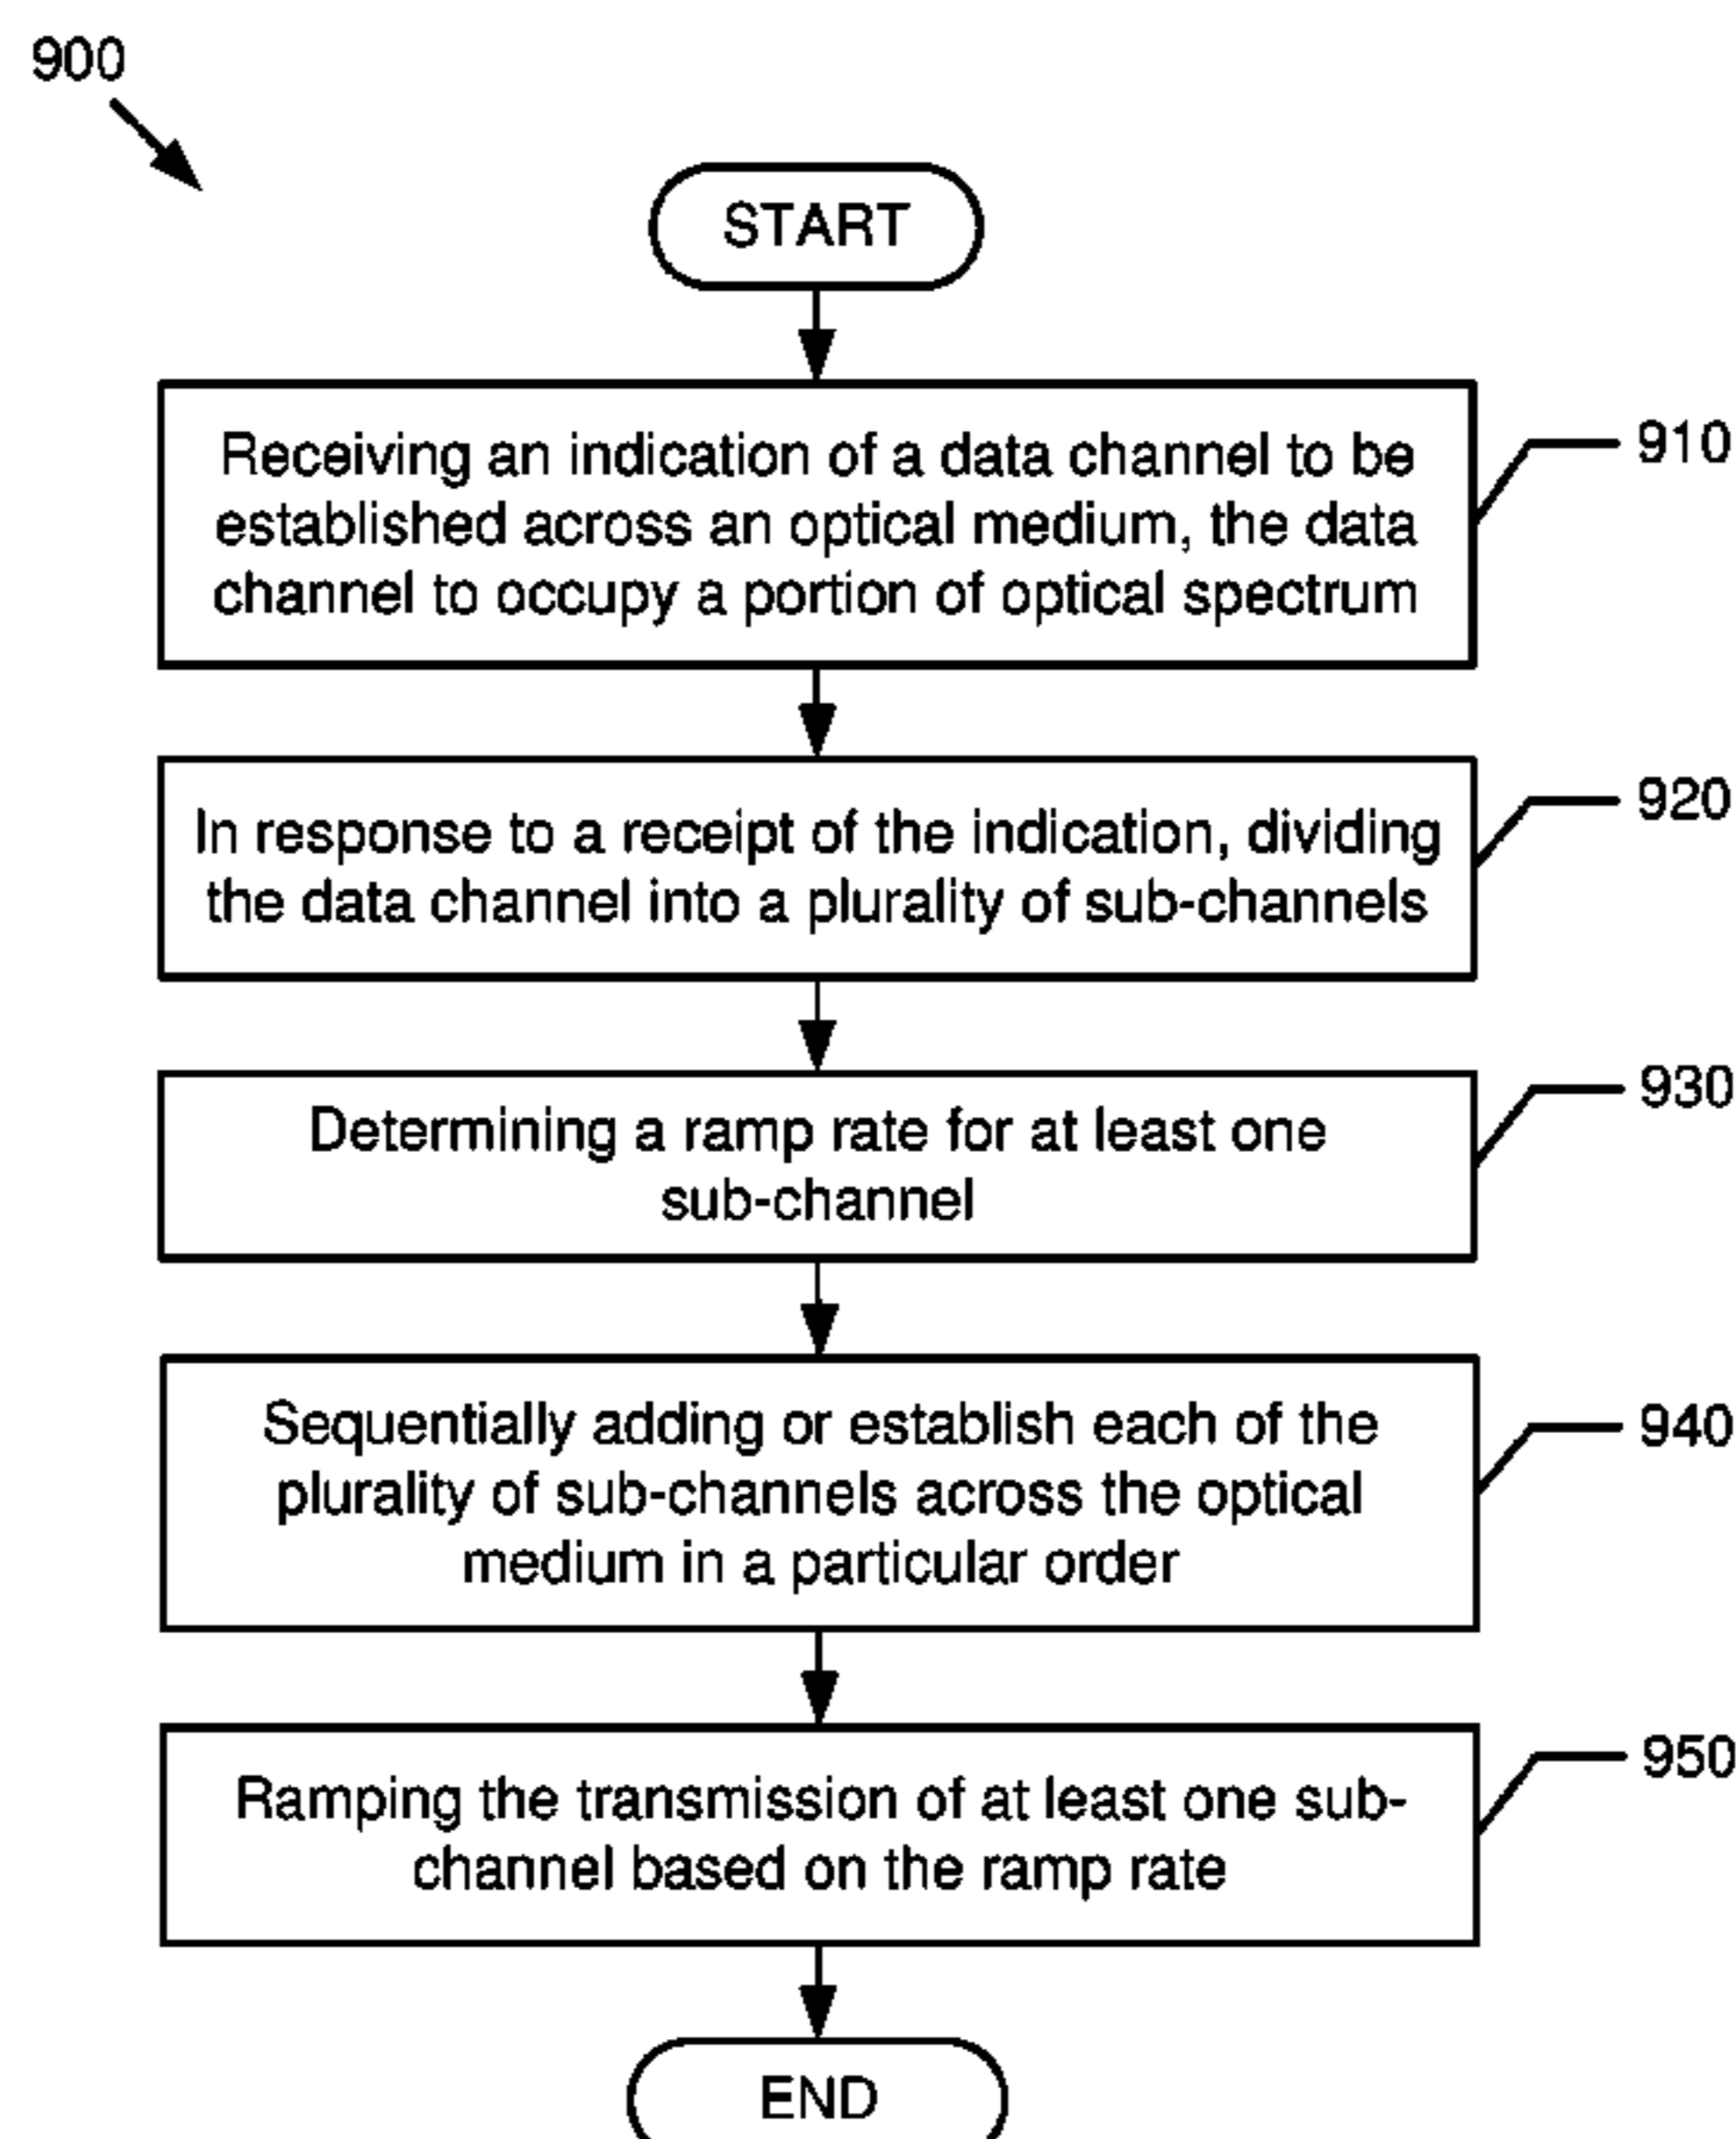 900
START
Receiving an indication of a data channel to be
established across an optical medium, the data
channel to occupy a portion of optical spectrum
910
In response to a receipt of the indication, dividing
the data channel into a plurality of sub-channels
920
Determining a ramp rate for at least one
sub-channel
930
Sequentially adding or establish each of the
plurality of sub-channels across the optical
medium in a particular order
940
Ramping the transmission of at least one sub-
channel based on the ramp rate
950
END